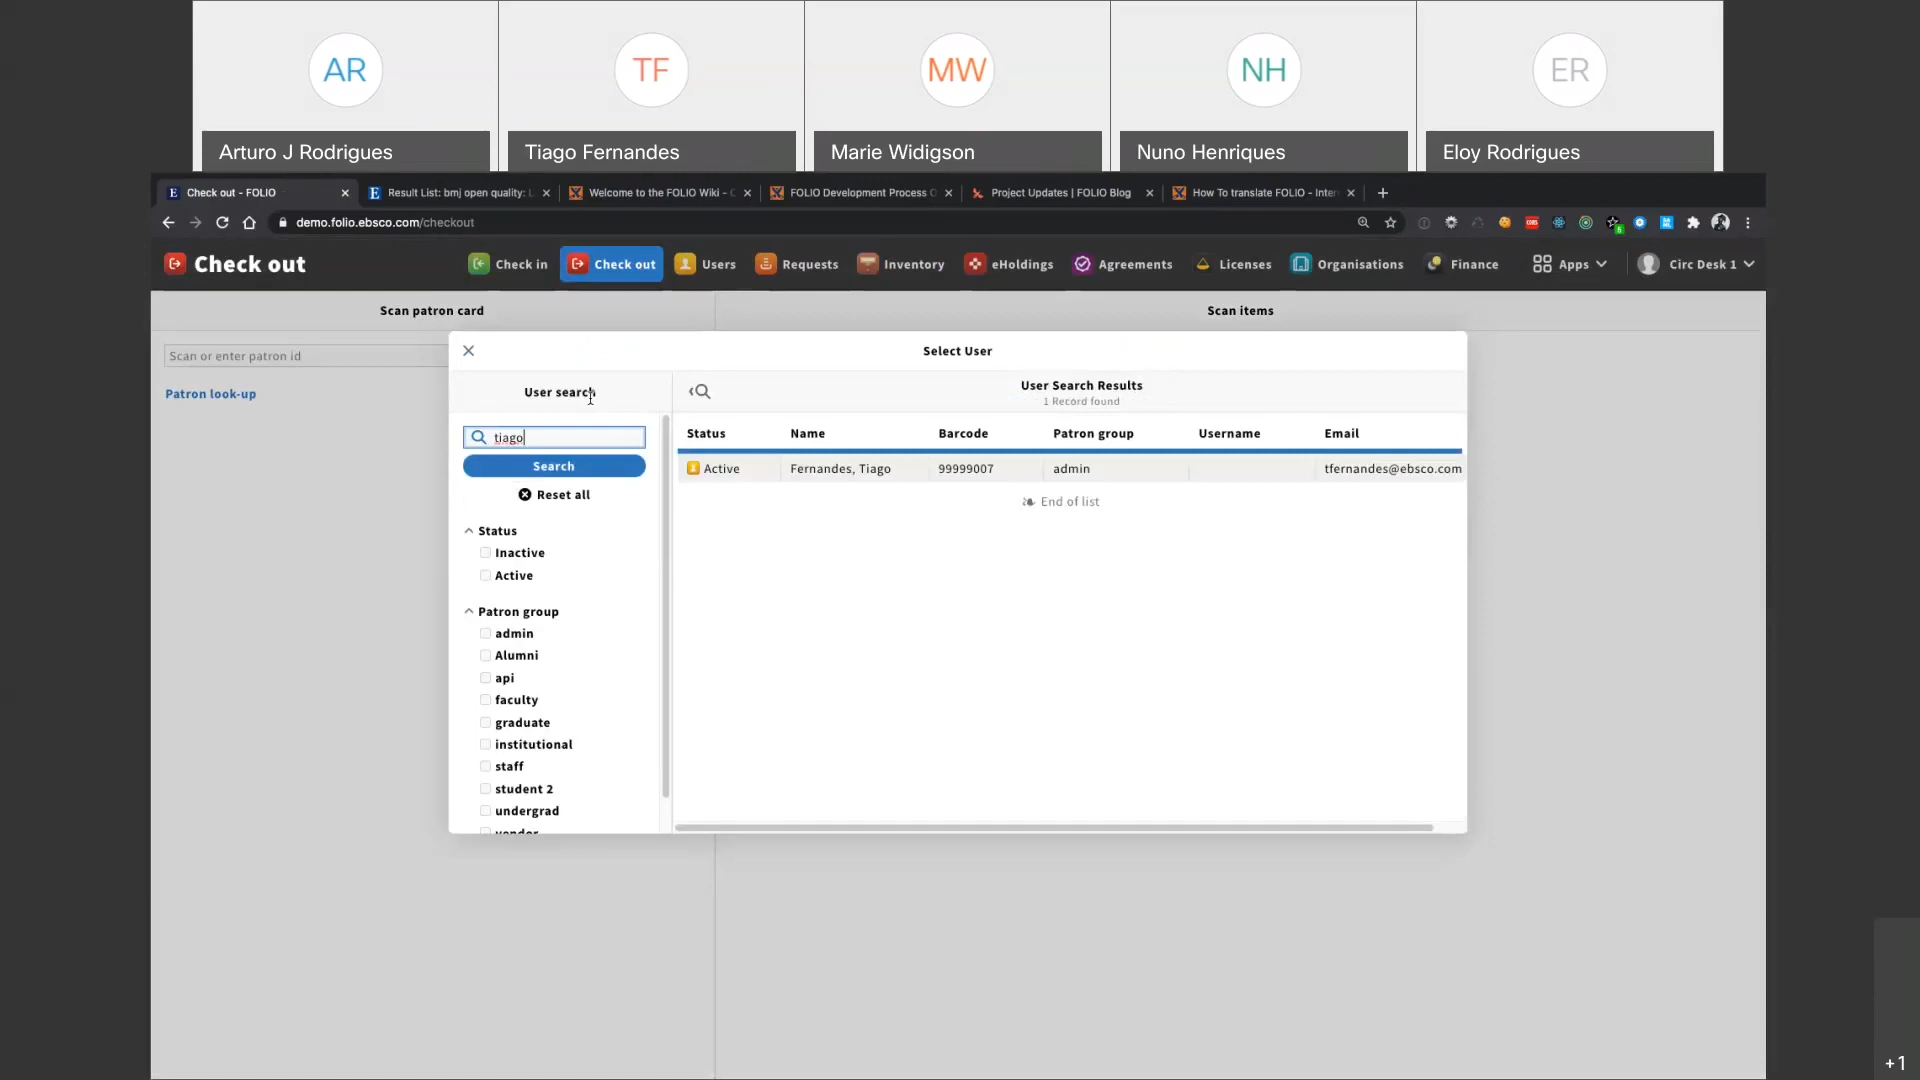 AR
TF
MW
NH
ER
Arturo J Rodrigues
Tiago Fernandes
Marie Widigson
Nuno Henriques
Eloy Rodrigues
Check out - FOLIO
Result List: bmj open quality: L
Welcome to the FOLIO Wiki - C
FOLIO Development Process O
Project Updates | FOLIO Blog
How To translate FOLIO - Inter
demo.folio.ebsco.com/checkout
Check out
Check in
Check out
Users
Requests
Inventory
eHoldings
Agreements
Licenses
Organisations
Finance
Apps
Circ Desk 1
Scan patron card
Scan items
Scan or enter patron id
Patron look-up
Select User
User search
tiago
Search
Reset all
Status
Inactive
Active
Patron group
admin
Alumni
api
faculty
graduate
institutional
staff
student 2
undergrad
vendor
User Search Results
1 Record found
Status Name Barcode Patron group Username Email
Active Fernandes, Tiago 99999007 admin tfernandes@ebsco.com
End of list
+1